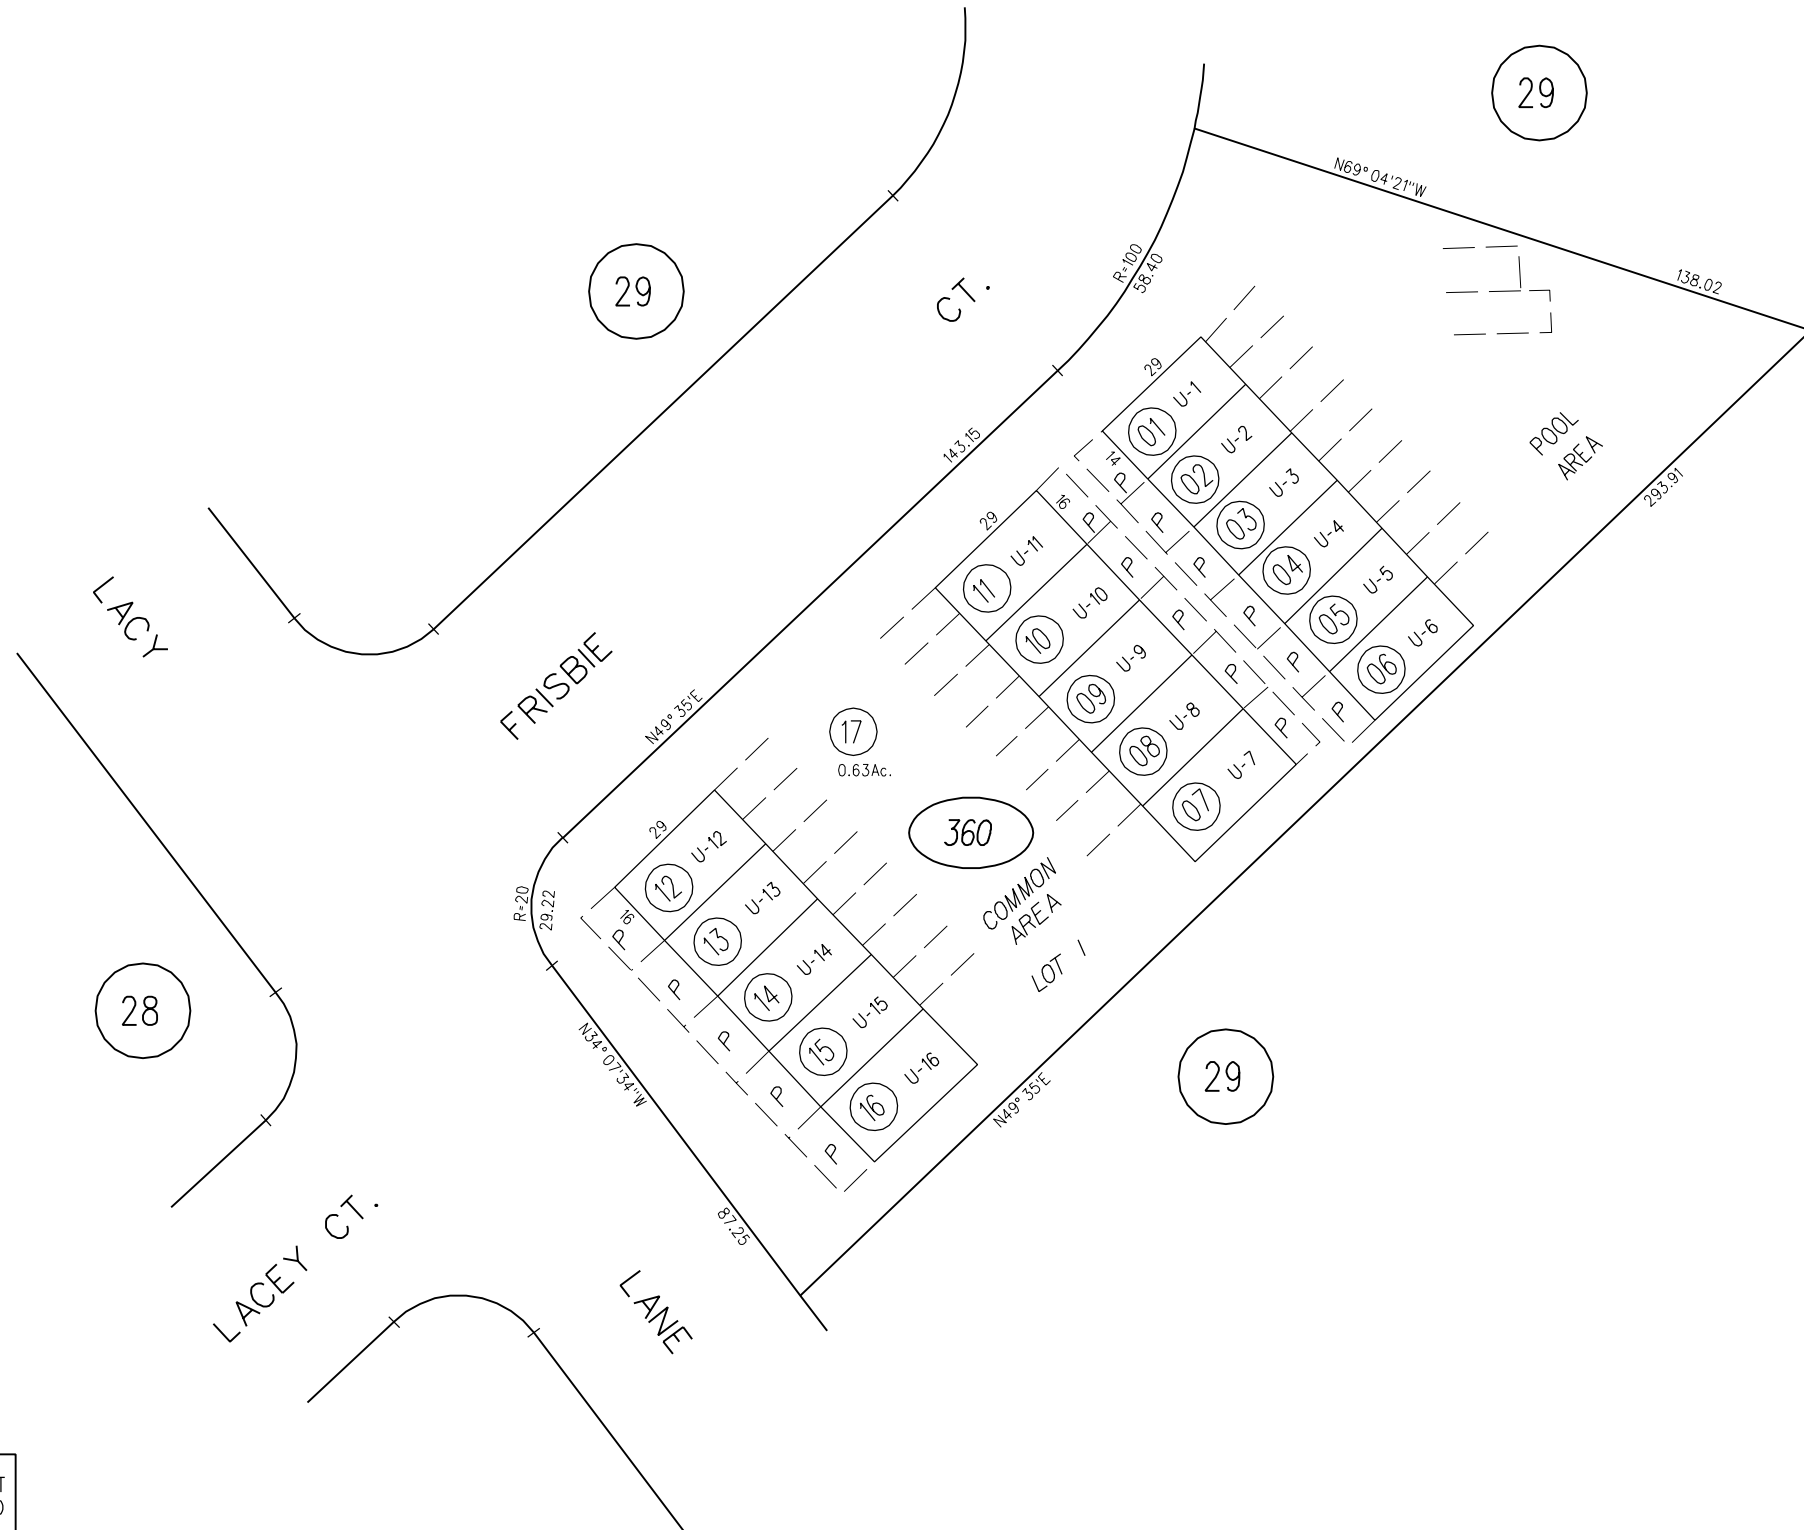 29
N69°04'21"W
138.02
29
CT.
R=100
58.40
29
01
U-1
02
U-2
03
U-3
04
U-4
05
U-5
06
U-6
14
P
P
P
P
P
P
POOL
AREA
293.91
143.15
29
16
P
P
P
P
P
11
U-11
10
U-10
09
U-9
08
U-8
07
U-7
LACY
FRISBIE
N49°35'E
17
0.63Ac.
360
COMMON
AREA
LOT 1
29
12
U-12
13
U-13
14
U-14
15
U-15
16
U-16
16
P
P
P
P
P
R=20
29.22
28
N34°07'34"W
N49°35'E
29
87.25
LACEY CT.
LANE
T